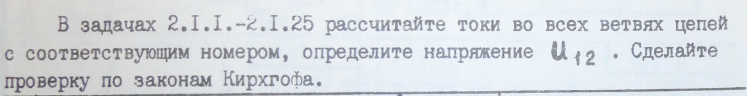 В задачах 2.I.I.-2.I.25 рассчитайте токи во всех ветвях цепей
с соответствующим номером, определите напряжение U12 . Сделайте
проверку по законам Кирхгофа.